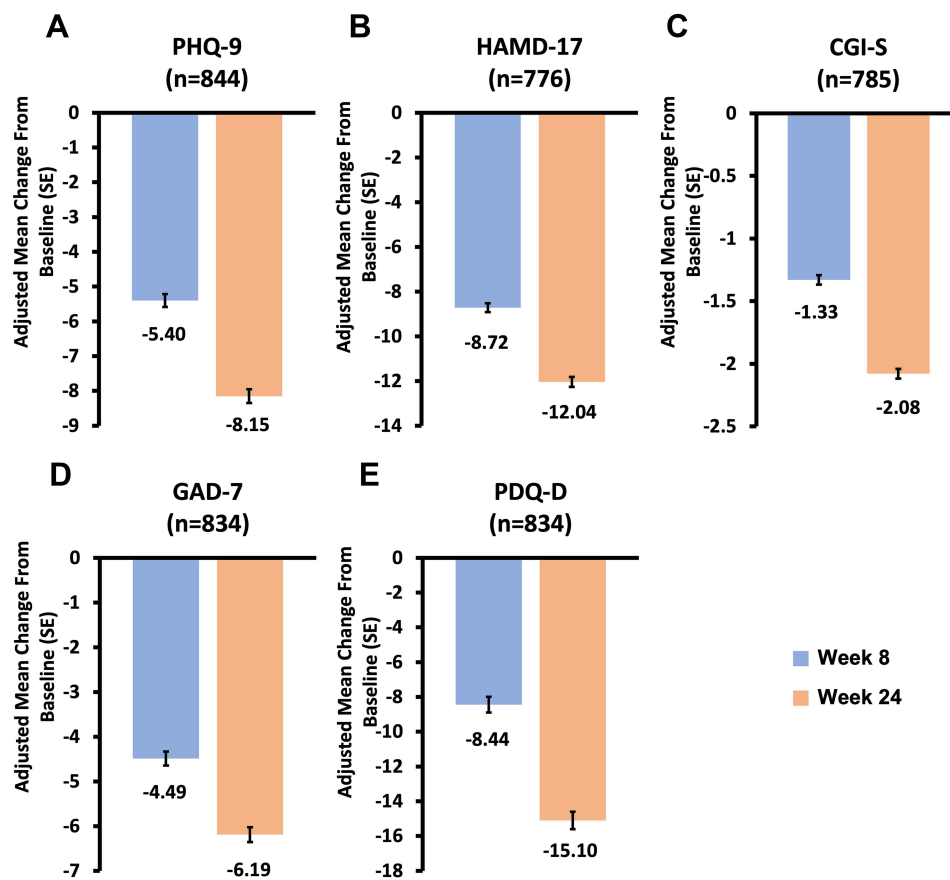 A
PHQ-9
(n=844)
Adjusted Mean Change From
Baseline (SE)
0
-1
-2
-3
-4
-5
-6
-7
-8
-9
-5.40
-8.15
B
HAMD-17
(n=776)
Adjusted Mean Change From
Baseline (SE)
0
-2
-4
-6
-8
-10
-12
-14
-8.72
-12.04
C
CGI-S
(n=785)
Adjusted Mean Change From
Baseline (SE)
0
-0.5
-1
-1.5
-2
-2.5
-1.33
-2.08
D
GAD-7
(n=834)
Adjusted Mean Change From
Baseline (SE)
0
-1
-2
-3
-4
-5
-6
-7
-4.49
-6.19
E
PDQ-D
(n=834)
Adjusted Mean Change From
Baseline (SE)
0
-2
-4
-6
-8
-10
-12
-14
-16
-18
-8.44
-15.10
Week 8
Week 24